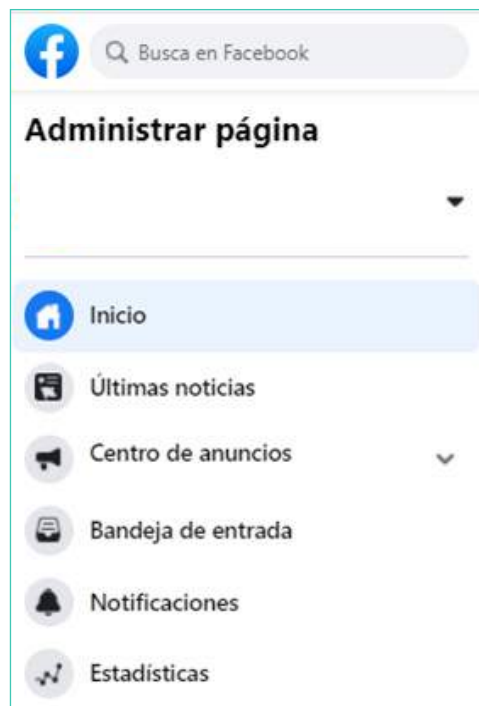 Busca en Facebook
Administrar página
Inicio
Últimas noticias
Centro de anuncios
Bandeja de entrada
Notificaciones
Estadísticas